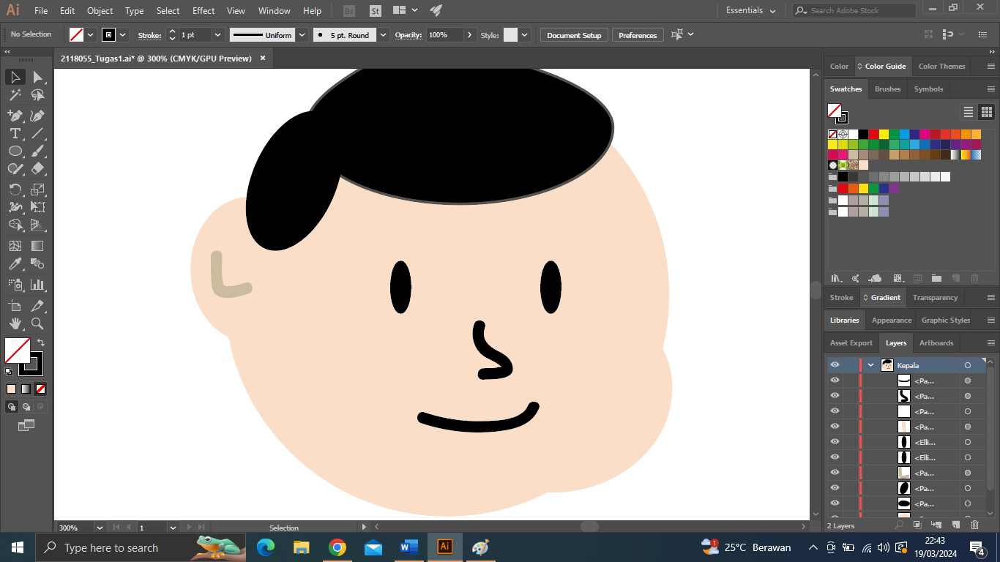 Ai File Edit Object Type Select Effect View Window Help Br St Essentials Search Adobe Stock
No Selection Stroke: 1 pt Uniform 5 pt. Round Opacity: 100% Style: Document Setup Preferences
2118055_Tugas1.ai* @ 300% (CMYK/GPU Preview)
Color Color Guide Color Themes
Swatches Brushes Symbols
Stroke Gradient Transparency
Libraries Appearance Graphic Styles
Asset Export Layers Artboards
Kepala
<Pa...
<Pa...
<Pa...
<Pa...
<Elli...
<Elli...
<Pa...
<Pa...
<Pa...
300% 1 Selection 2 Layers
Type here to search W Ai 1 25°C Berawan 22:43
19/03/2024 4